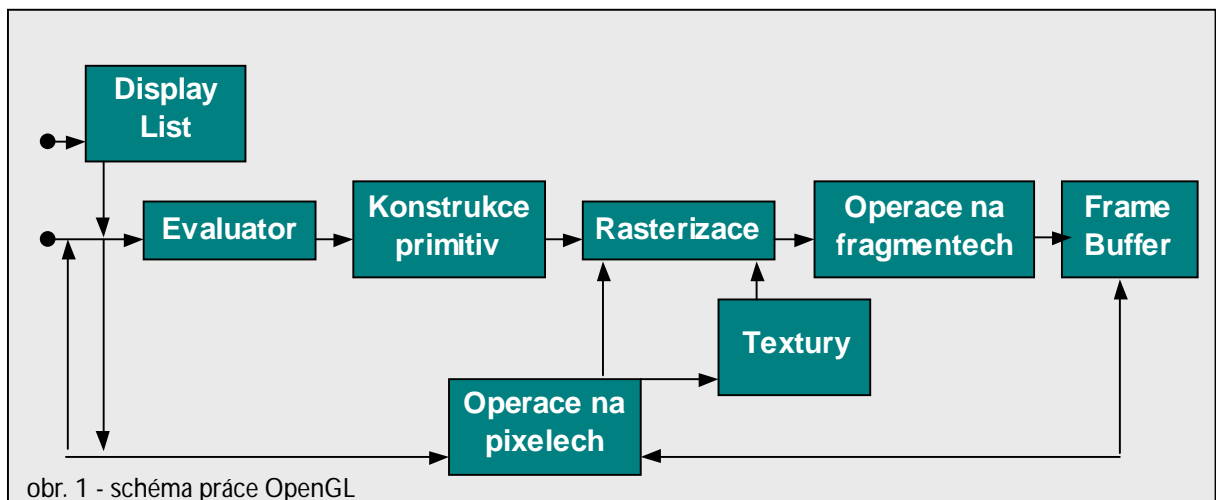 Display
List
Evaluator
Konstrukce
primitiv
Rasterizace
Operace na
fragmentech
Frame
Buffer
Textury
Operace na
pixelech
obr. 1 - schéma práce OpenGL